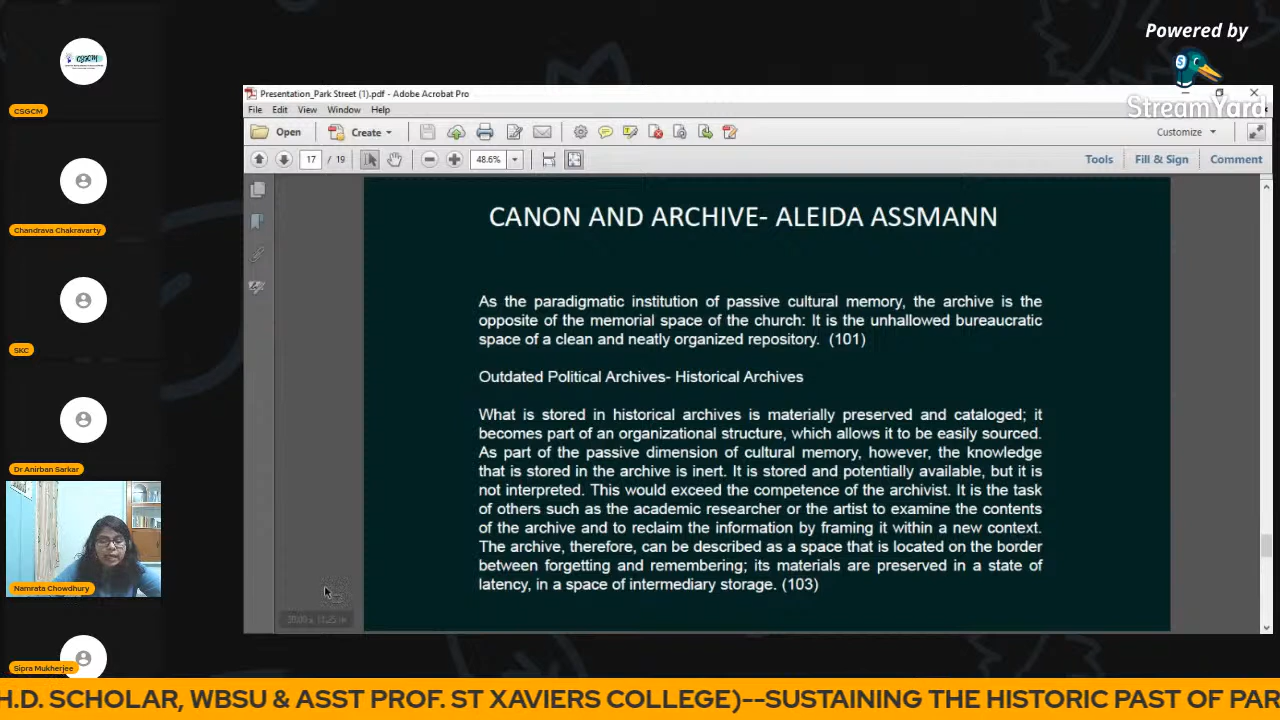 Powered by
StreamYard
CSGCM
Chandrava Chakravarty
SKC
Dr Anirban Sarkar
Namrata Chowdhury
Sipra Mukherjee
Presentation_Park Street (1).pdf - Adobe Acrobat Pro
File Edit View Window Help
Open Create Customize
17 / 19 48.6% Tools Fill & Sign Comment
CANON AND ARCHIVE- ALEIDA ASSMANN
As the paradigmatic institution of passive cultural memory, the archive is the
opposite of the memorial space of the church: It is the unhallowed bureaucratic
space of a clean and neatly organized repository. (101)
Outdated Political Archives- Historical Archives
What is stored in historical archives is materially preserved and cataloged; it
becomes part of an organizational structure, which allows it to be easily sourced.
As part of the passive dimension of cultural memory, however, the knowledge
that is stored in the archive is inert. It is stored and potentially available, but it is
not interpreted. This would exceed the competence of the archivist. It is the task
of others such as the academic researcher or the artist to examine the contents
of the archive and to reclaim the information by framing it within a new context.
The archive, therefore, can be described as a space that is located on the border
between forgetting and remembering; its materials are preserved in a state of
latency, in a space of intermediary storage. (103)
20.00 x 11.25 in
H.D. SCHOLAR, WBSU & ASST PROF. ST XAVIERS COLLEGE)--SUSTAINING THE HISTORIC PAST OF PAR